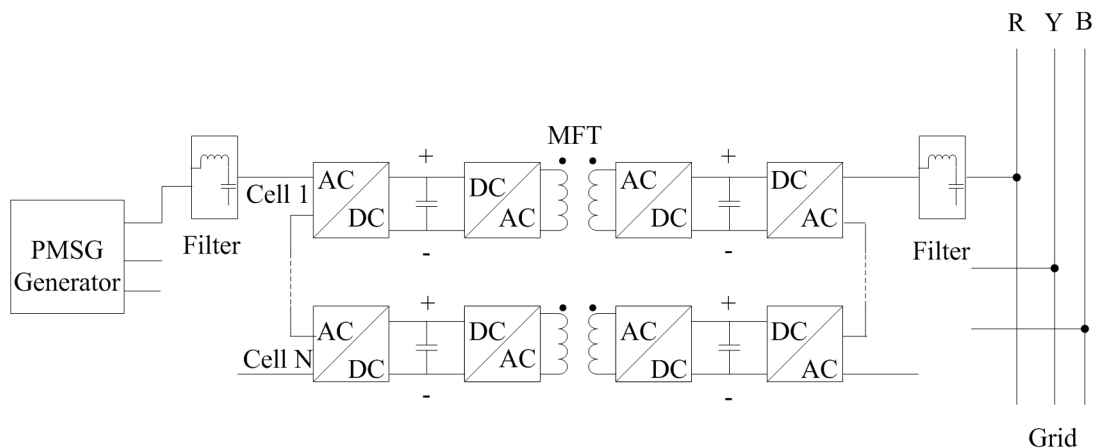 R Y B
MFT
+ +
Cell 1 AC DC DC AC AC DC DC AC
- -
Filter Filter
PMSG
Generator
+ +
Cell N AC DC DC AC AC DC DC AC
- -
Grid